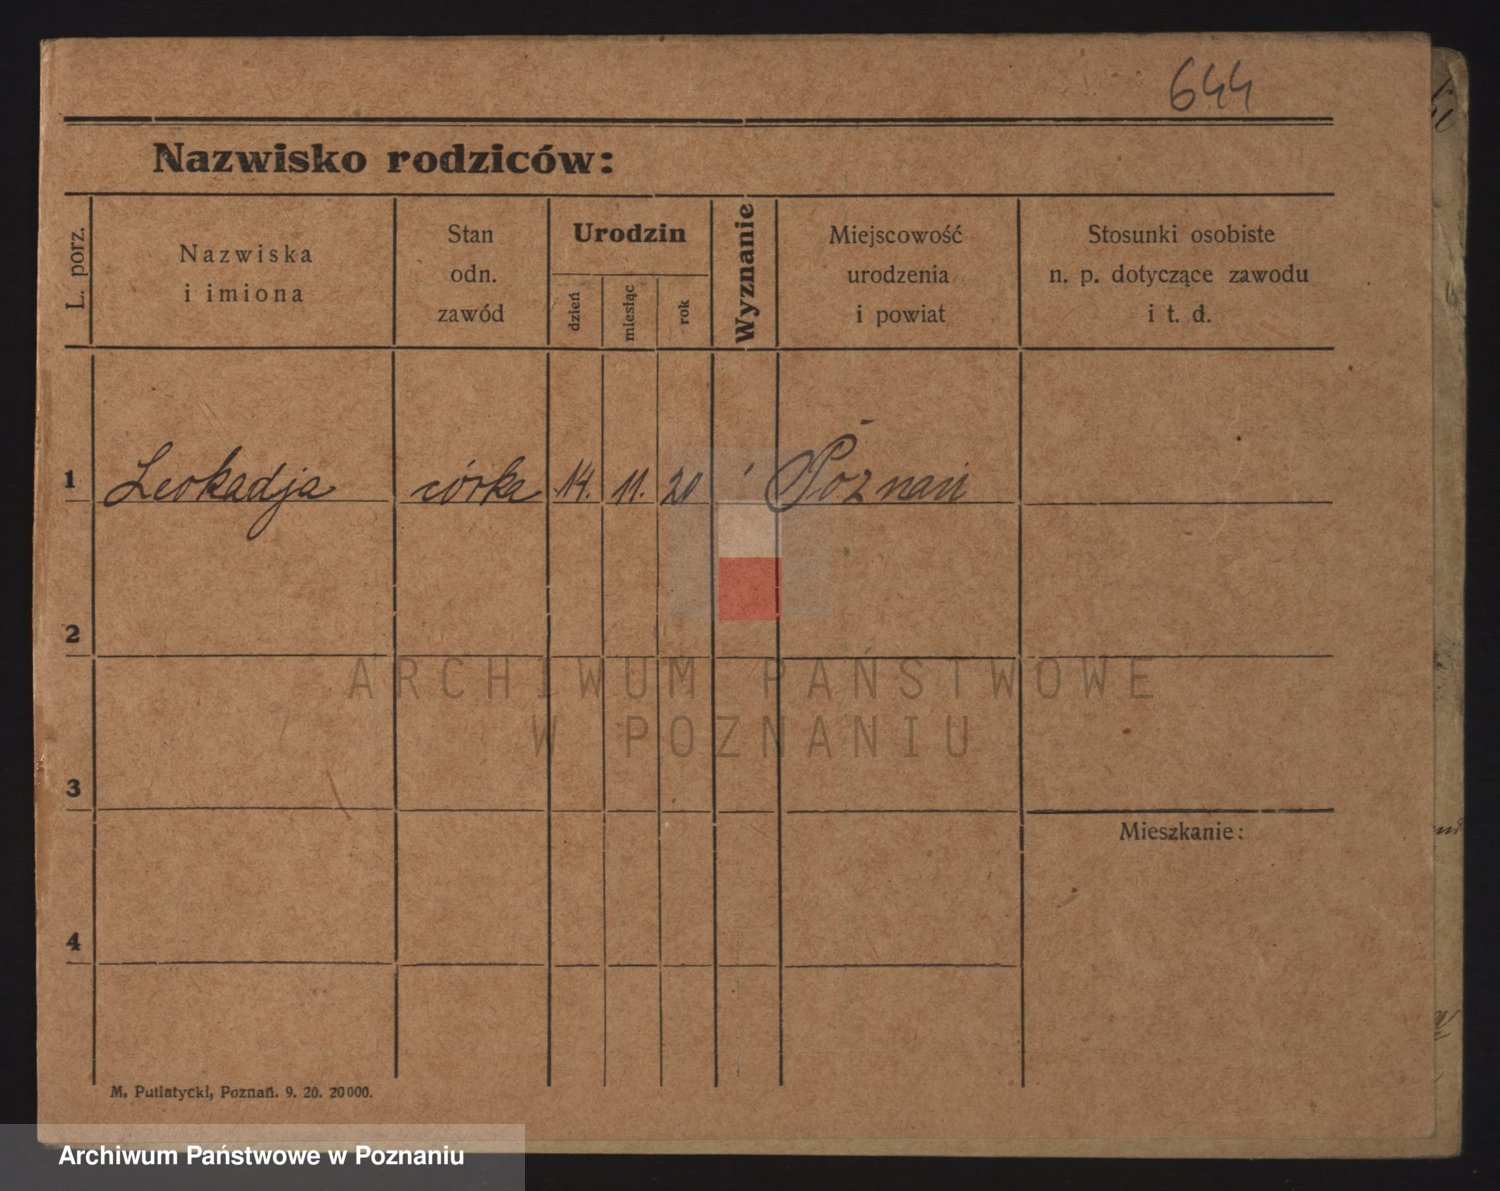 644
Nazwisko rodziców:
L. porz.
Nazwiska
i imiona
Stan
odn.
zawód
Urodzin
dzień
miesiąc
rok
Wyznanie
Miejscowość
urodzenia
i powiat
Stosunki osobiste
n. p. dotyczące zawodu
i t. d.
1 Leokadja córka 14. 11. 20 Poznań
2
ARCHIWUM PAŃSTWOWE
W POZNANIU
3
Mieszkanie:
4
M. Putiatycki, Poznań. 9. 20. 20000.
Archiwum Państwowe w Poznaniu